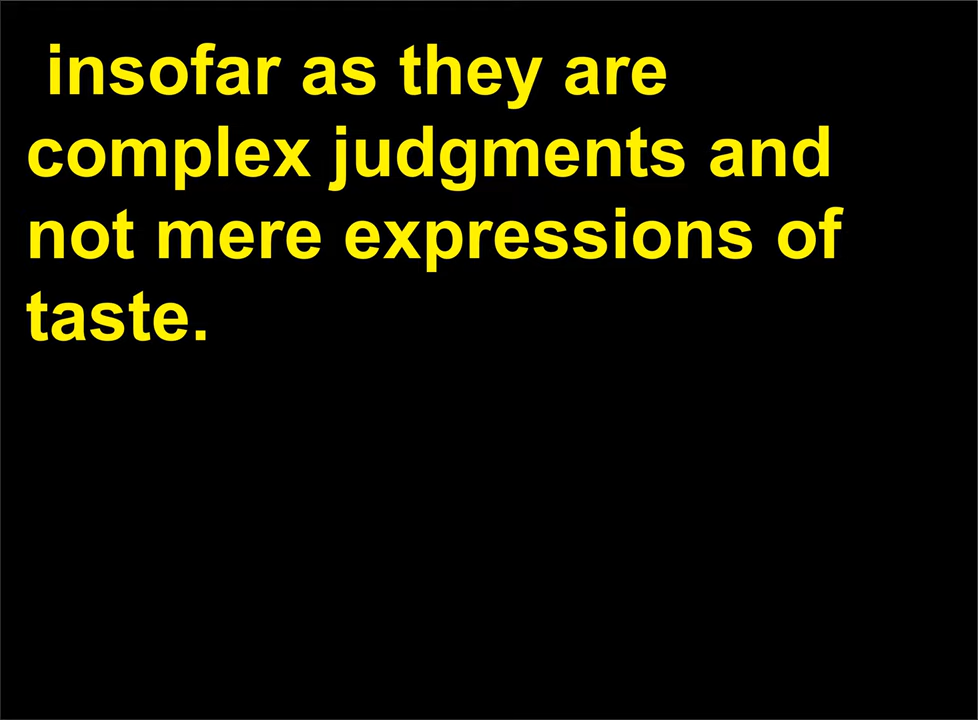 insofar as they are
complex judgments and
not mere expressions of
taste.